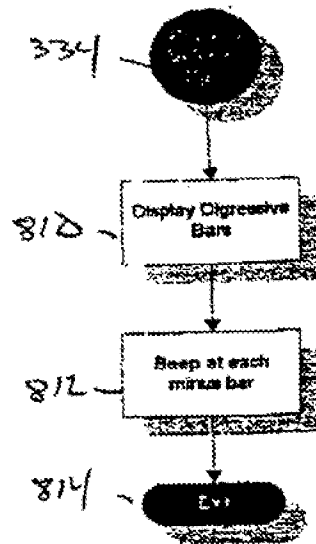 334
810
Display Digressive
Bars
812
Beep at each
minus bar
814
Exit